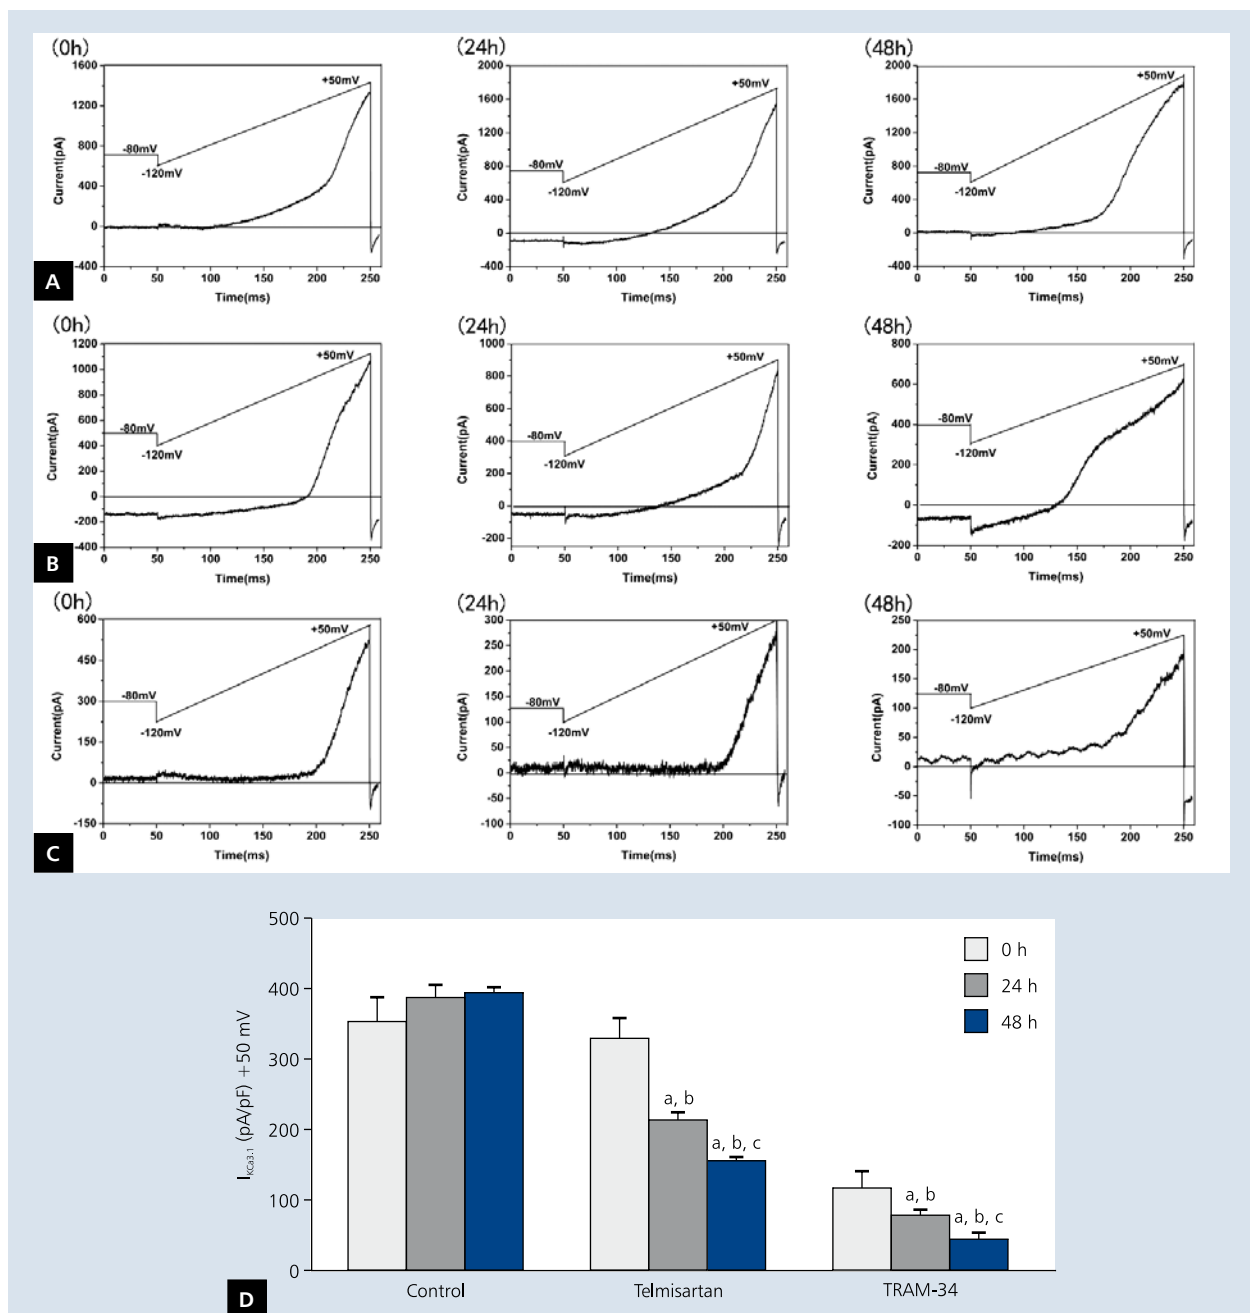 (0h)
1600
1200
800
400
0
-400
Current(pA)
-80mV
-120mV
+50mV
0 50 100 150 200 250
Time(ms)
(24h)
2000
1600
1200
800
400
0
-400
Current(pA)
-80mV
-120mV
+50mV
0 50 100 150 200 250
Time(ms)
(48h)
2000
1600
1200
800
400
0
-400
Current(pA)
-80mV
-120mV
+50mV
0 50 100 150 200 250
Time(ms)
A
(0h)
1200
1000
800
600
400
200
0
-200
-400
Current(pA)
-80mV
-120mV
+50mV
0 50 100 150 200 250
Time(ms)
(24h)
1000
800
600
400
200
0
-200
Current(pA)
-80mV
-120mV
+50mV
0 50 100 150 200 250
Time(ms)
(48h)
800
600
400
200
0
-200
Current(pA)
-80mV
-120mV
+50mV
0 50 100 150 200 250
Time(ms)
B
(0h)
600
450
300
150
0
-150
Current(pA)
-80mV
-120mV
+50mV
0 50 100 150 200 250
Time(ms)
(24h)
300
250
200
150
100
50
0
-50
-100
Current(pA)
-80mV
-120mV
+50mV
0 50 100 150 200 250
Time(ms)
(48h)
250
200
150
100
50
0
-50
-100
Current(pA)
-80mV
-120mV
+50mV
0 50 100 150 200 250
Time(ms)
C
500
400
300
200
100
0
I KCa3.1 (pA/pF) +50 mV
0 h
24 h
48 h
a, b
a, b, c
a, b
a, b, c
Control Telmisartan TRAM-34
D